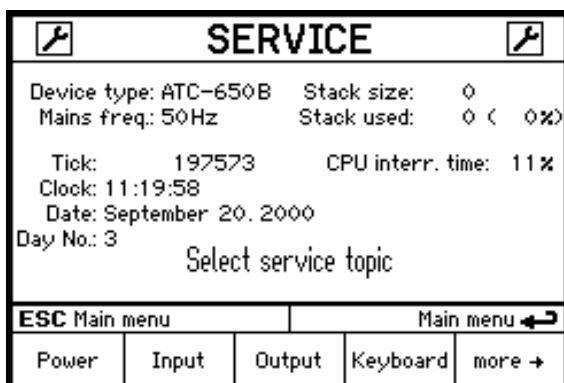 SERVICE
Device type: ATC-650B Stack size: 0
Mains freq.: 50Hz Stack used: 0 ( 0%)
Tick: 197573 CPU interr. time: 11%
Clock: 11:19:58
Date: September 20. 2000
Day No.: 3
Select service topic
ESC Main menu Main menu
Power Input Output Keyboard more →